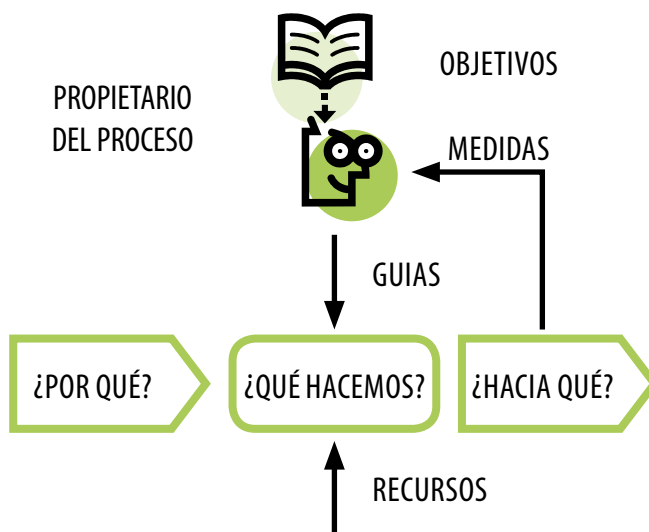 OBJETIVOS
PROPIETARIO
DEL PROCESO
MEDIDAS
GUIAS
¿POR QUÉ?
¿QUÉ HACEMOS?
¿HACIA QUÉ?
RECURSOS